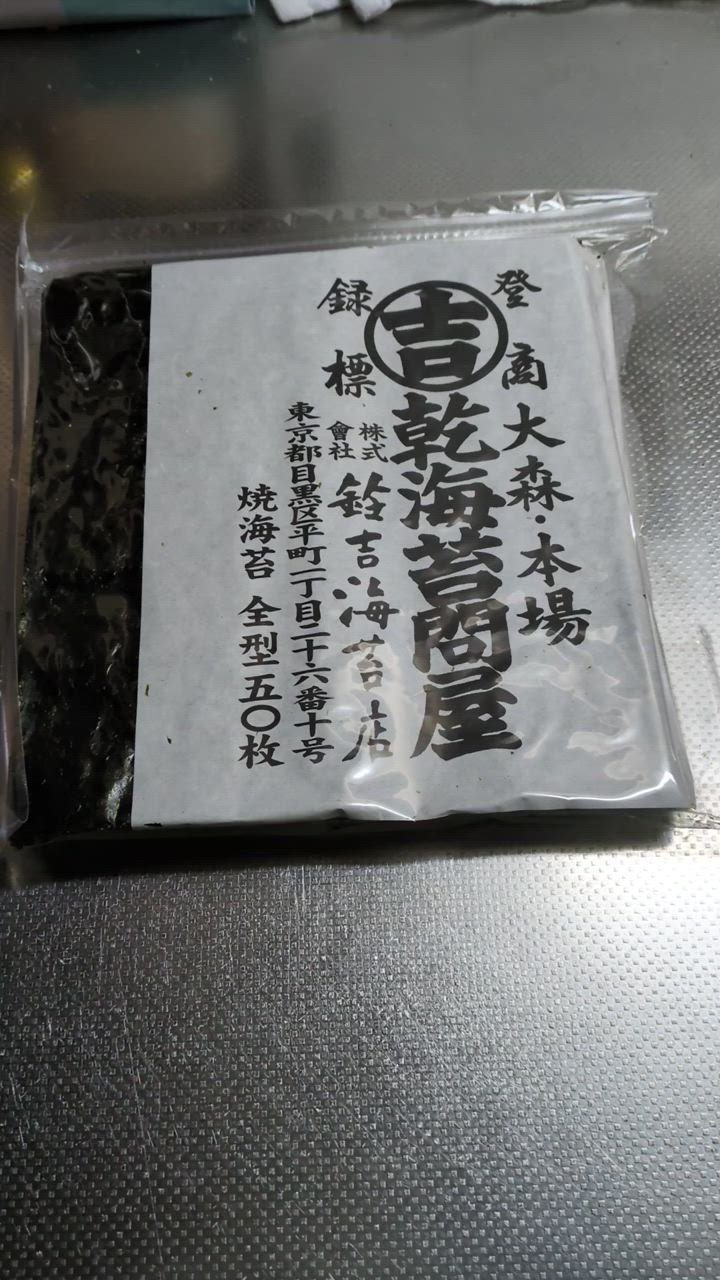 登録商標
吉
大森・本場
乾海苔問屋
株式會社
鈴吉海苔店
東京都目黒区平町一丁目二十六番十号
焼海苔 全型五〇枚